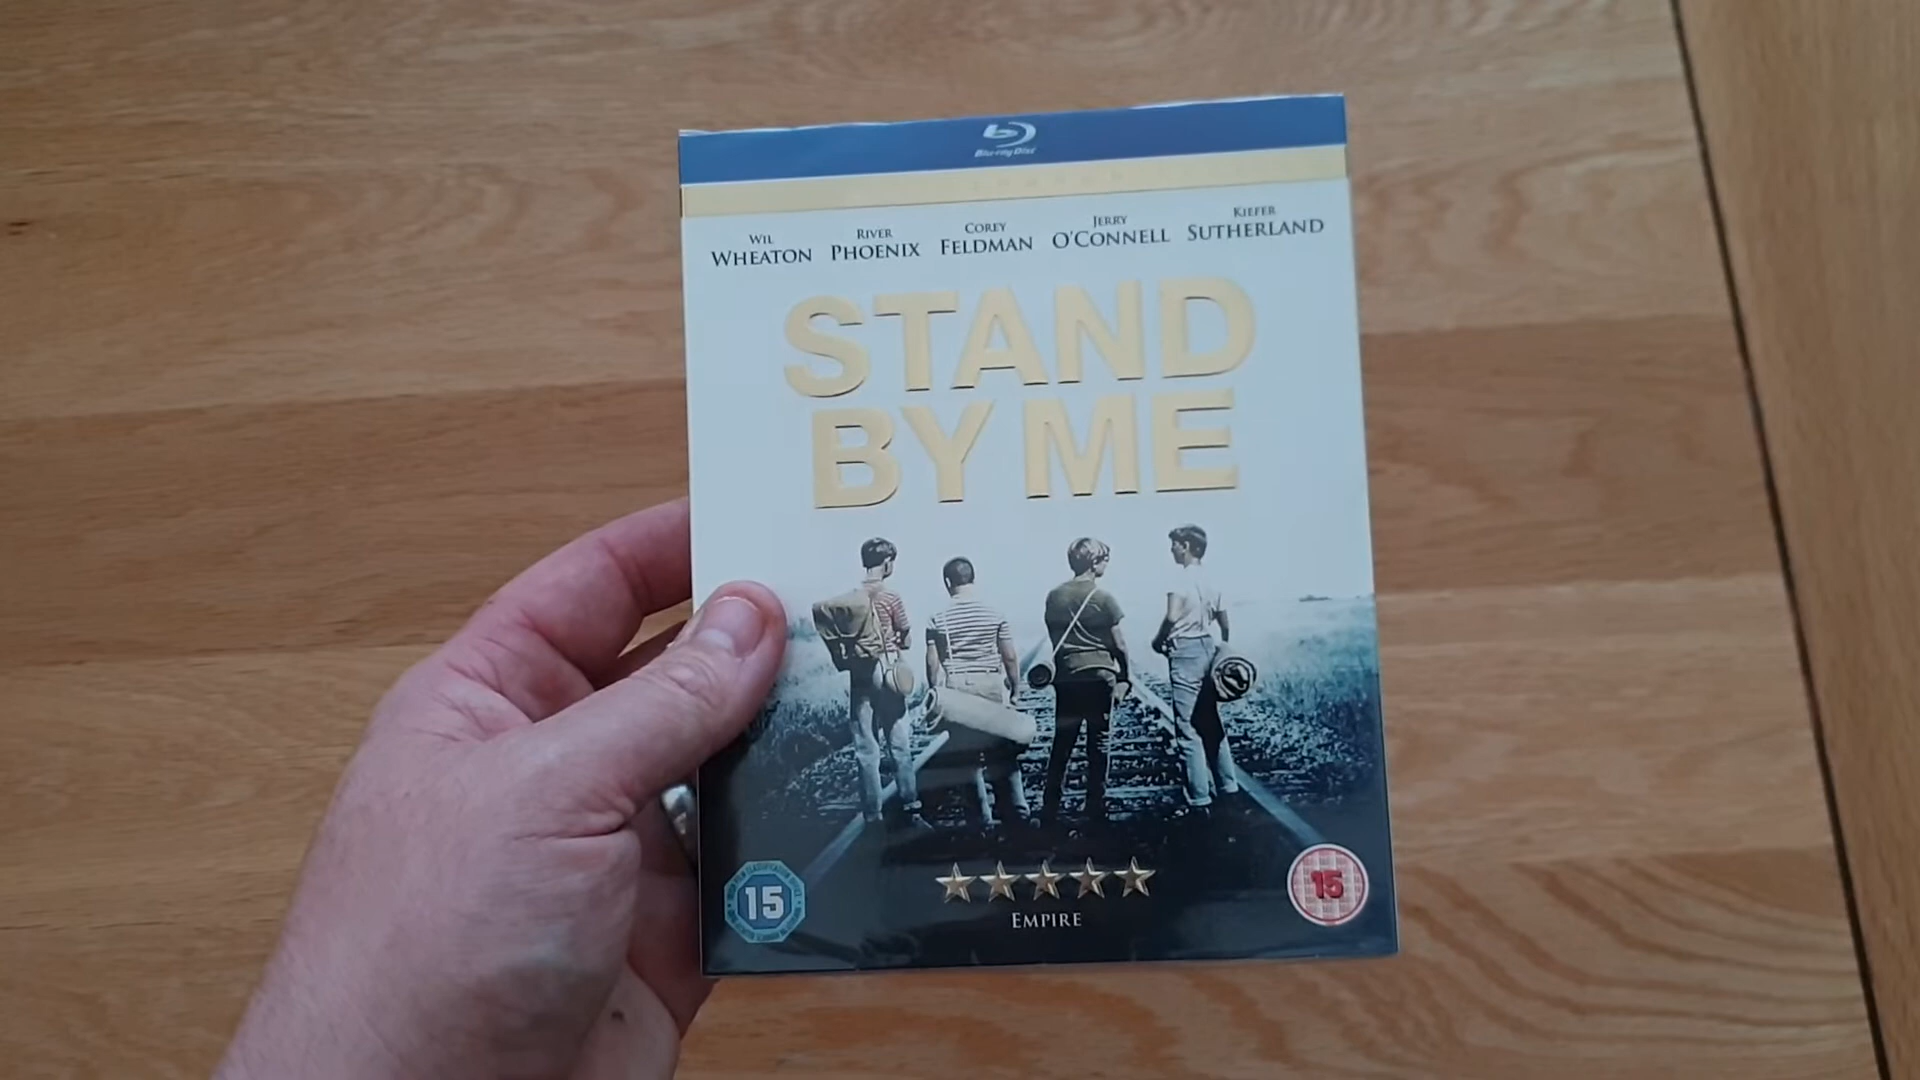 Blu-ray Disc
WIL WHEATON
RIVER PHOENIX
COREY FELDMAN
JERRY O'CONNELL
KIEFER SUTHERLAND
STAND
BY ME
15
EMPIRE
15